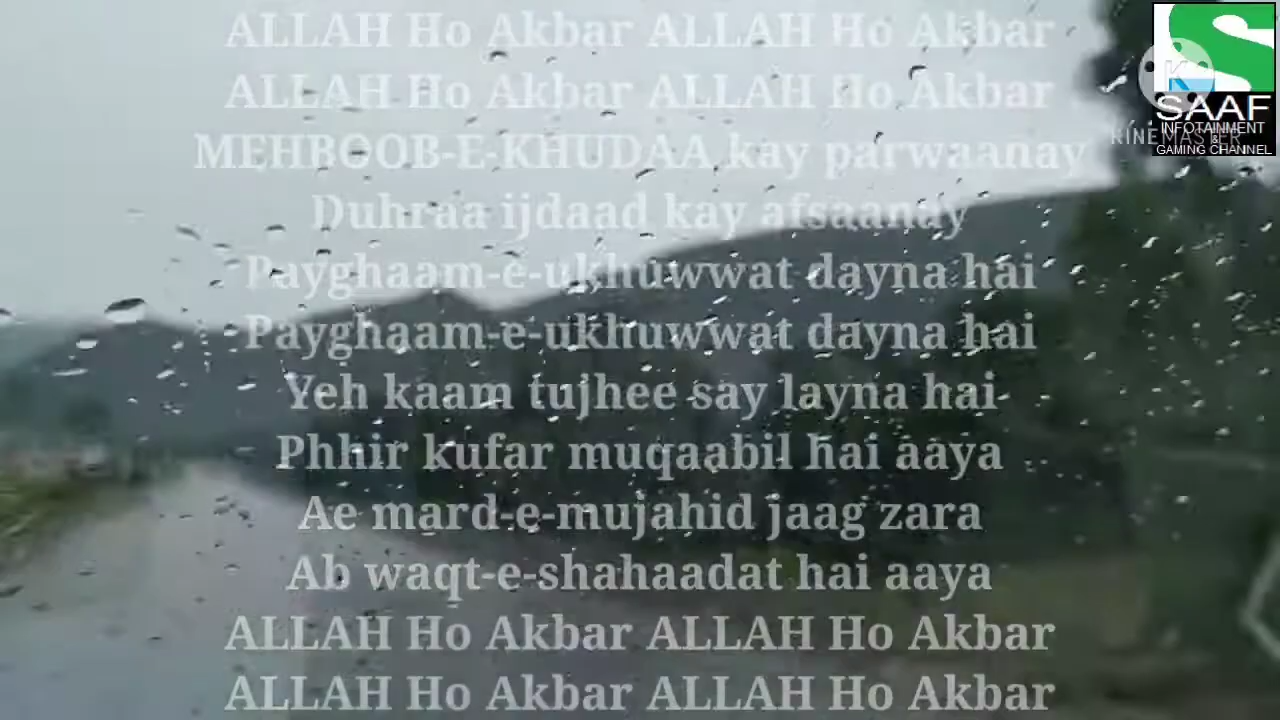 ALLAH Ho Akbar ALLAH Ho Akbar
ALLAH Ho Akbar ALLAH Ho Akbar
MEHBOOB-E-KHUDAA kay parwaanay
Duhraa ijdaad kay afsaanay
Payghaam-e-ukhuwwat dayna hai
Payghaam-e-ukhuwwat dayna hai
Yeh kaam tujhee say layna hai
Phhir kufar muqaabil hai aaya
Ae mard-e-mujahid jaag zara
Ab waqt-e-shahaadat hai aaya
ALLAH Ho Akbar ALLAH Ho Akbar
ALLAH Ho Akbar ALLAH Ho Akbar
S
K
SAAF
INFOTAINMENT
&
GAMING CHANNEL
KINEMASTER